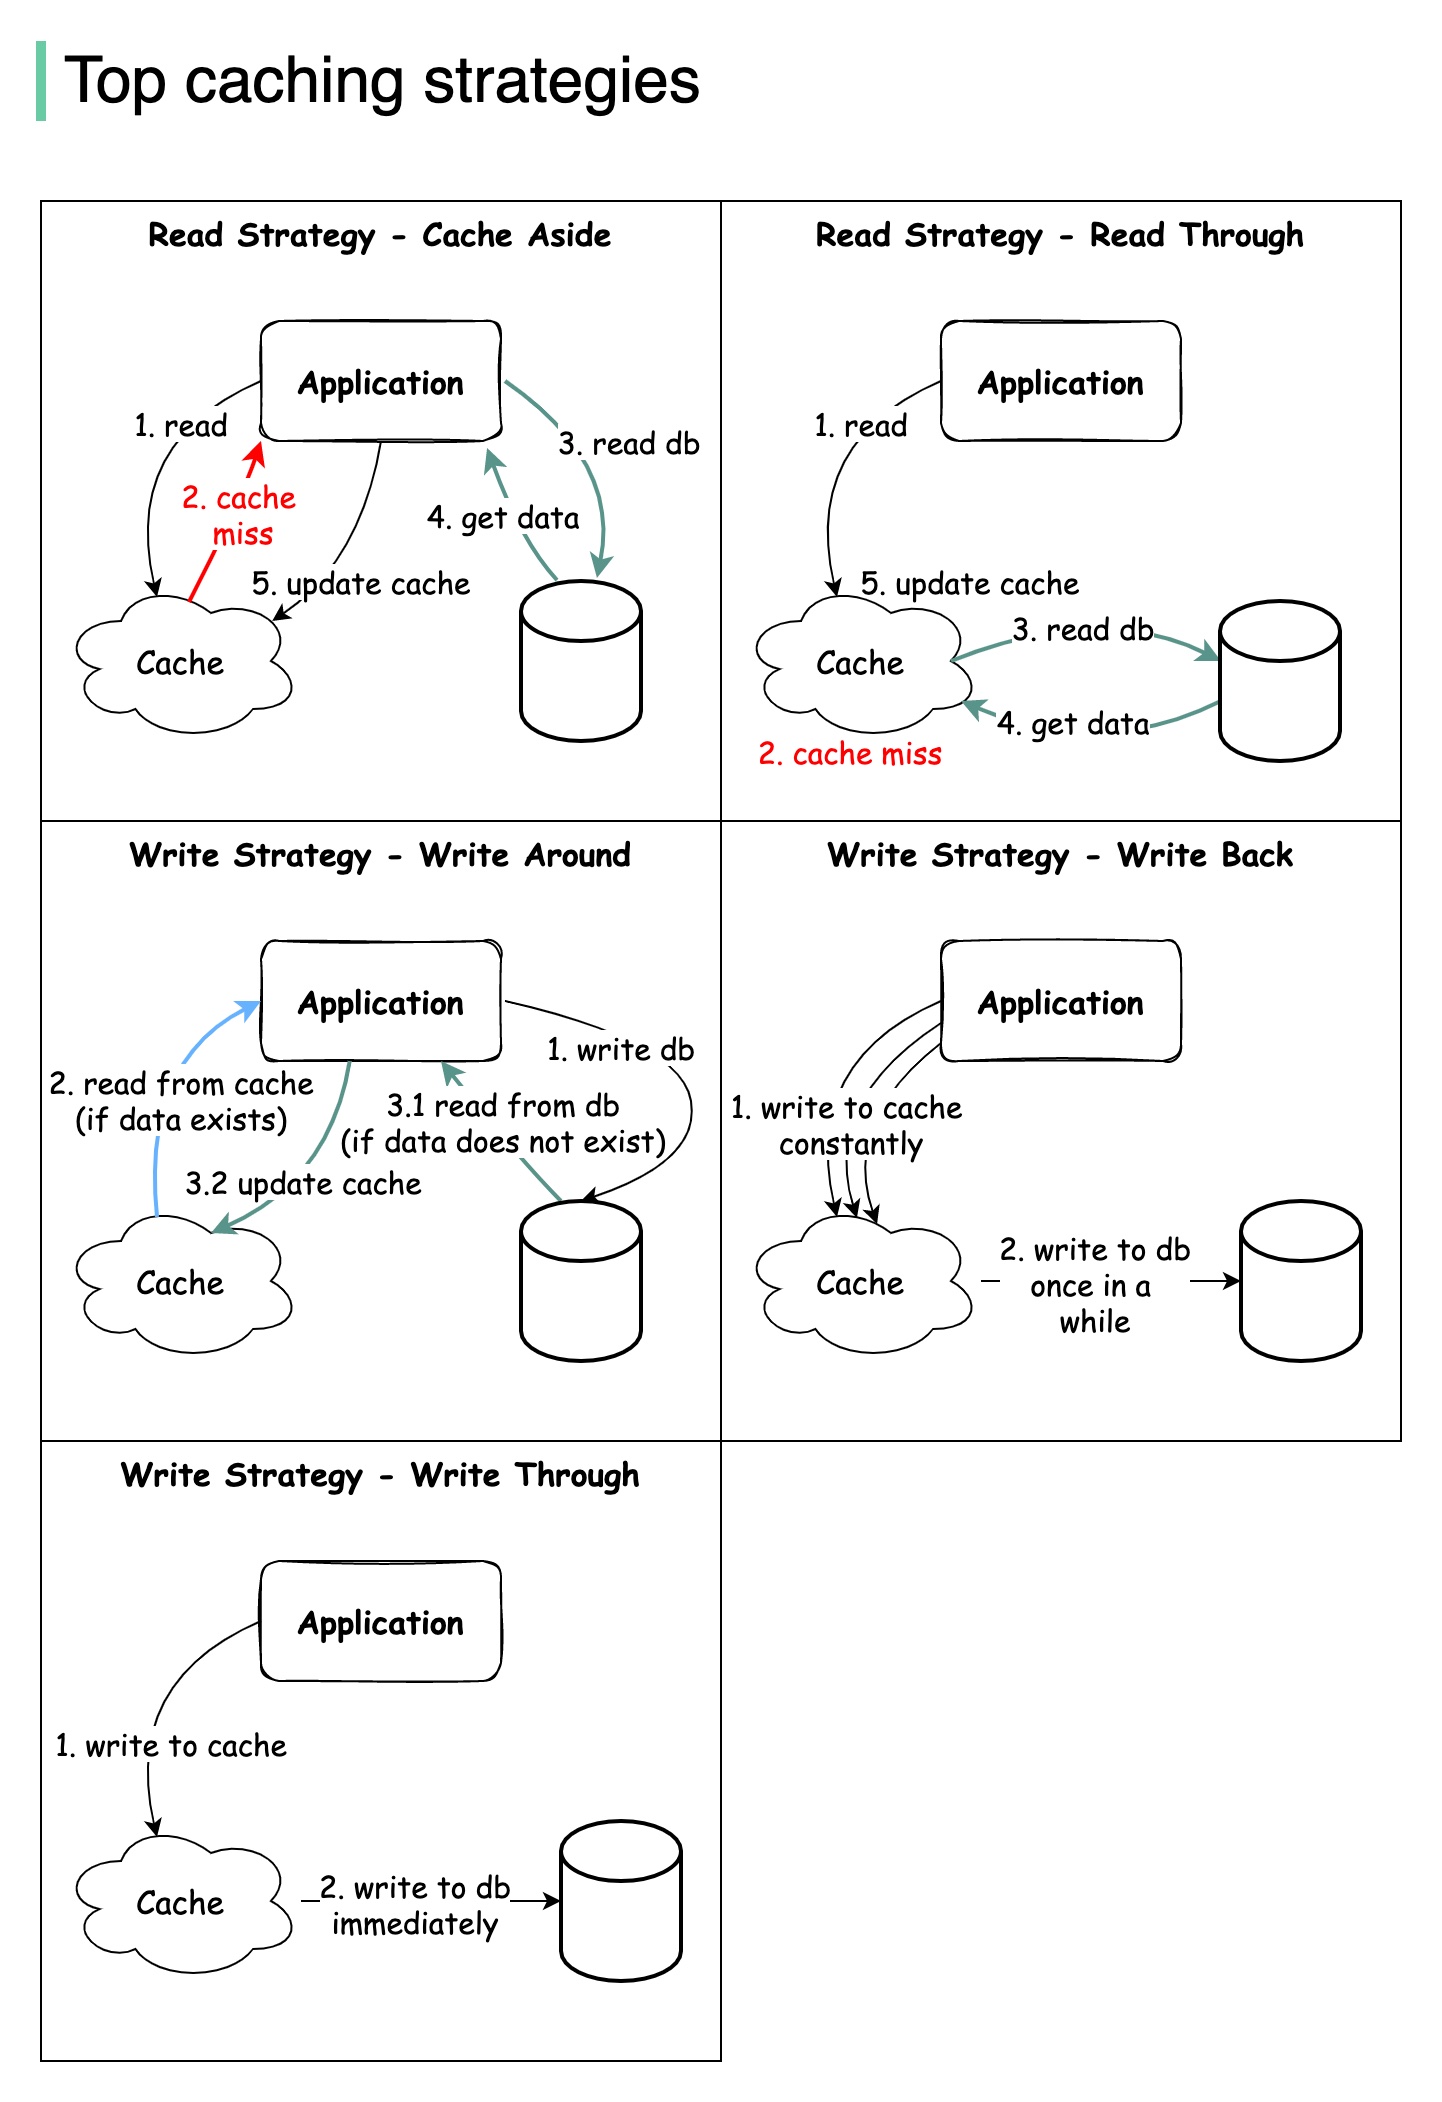 Top caching strategies
Read Strategy - Cache Aside
Application
1. read
3. read db
2. cache
miss
4. get data
5. update cache
Cache
Read Strategy - Read Through
Application
1. read
5. update cache
3. read db
Cache
4. get data
2. cache miss
Write Strategy - Write Around
Application
1. write db
2. read from cache
(if data exists)
3.1 read from db
(if data does not exist)
3.2 update cache
Cache
Write Strategy - Write Back
Application
1. write to cache
constantly
2. write to db
once in a
while
Cache
Write Strategy - Write Through
Application
1. write to cache
Cache
2. write to db
immediately